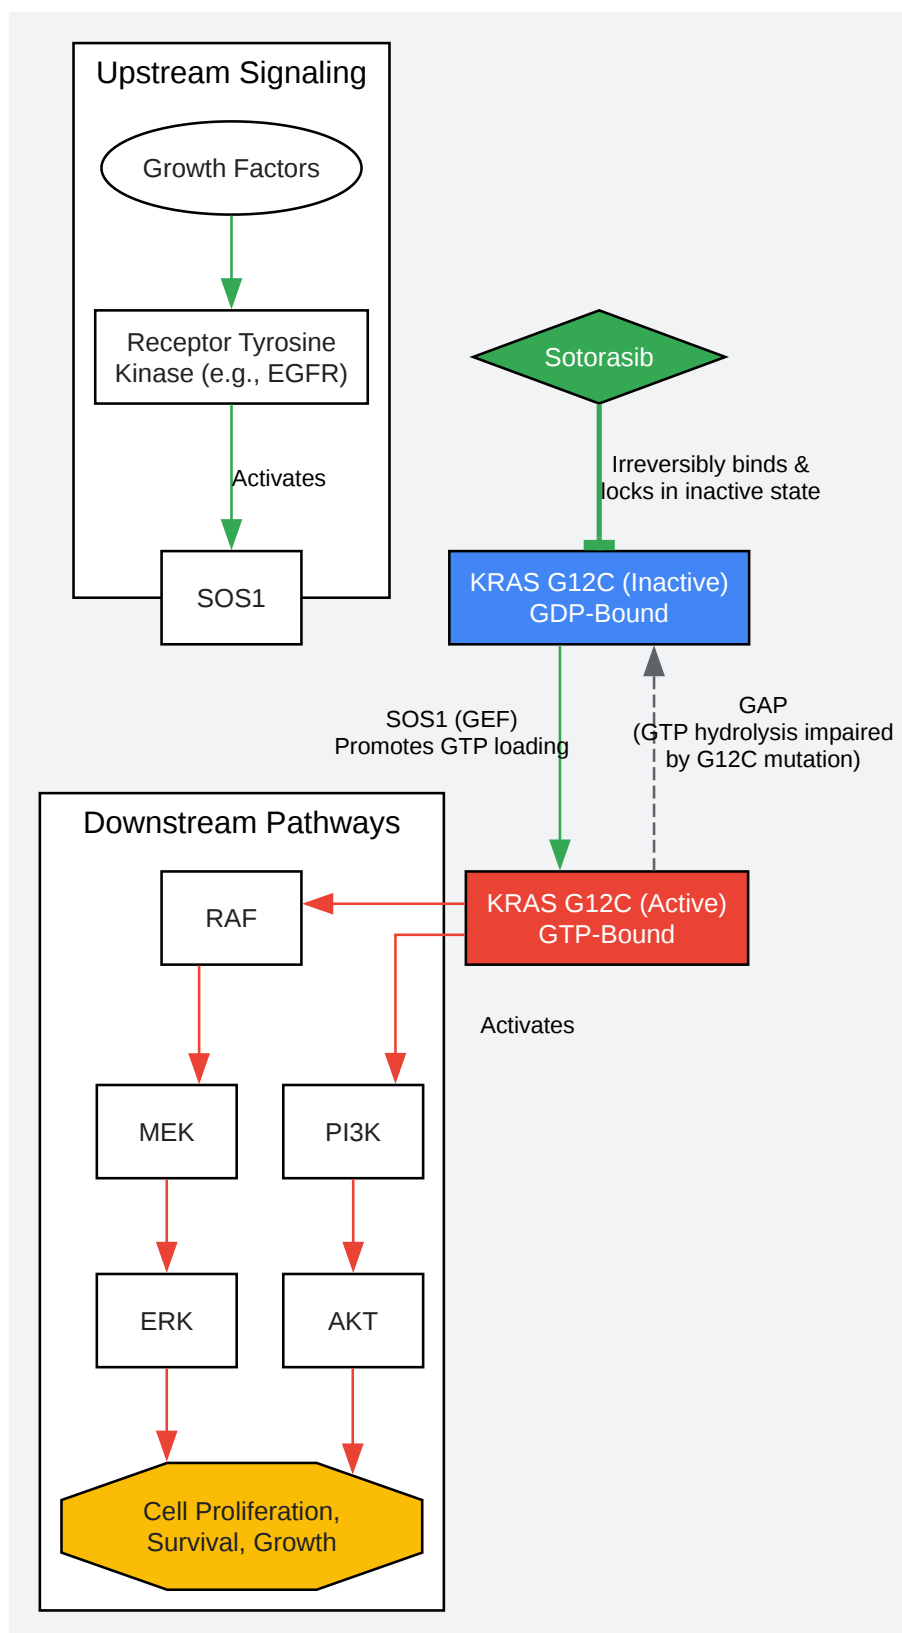 Upstream Signaling
Growth Factors
Receptor Tyrosine
Kinase (e.g., EGFR)
Activates
SOS1
Sotorasib
Irreversibly binds &
locks in inactive state
KRAS G12C (Inactive)
GDP-Bound
SOS1 (GEF)
Promotes GTP loading
GAP
(GTP hydrolysis impaired
by G12C mutation)
KRAS G12C (Active)
GTP-Bound
Activates
Downstream Pathways
RAF
MEK
PI3K
ERK
AKT
Cell Proliferation,
Survival, Growth